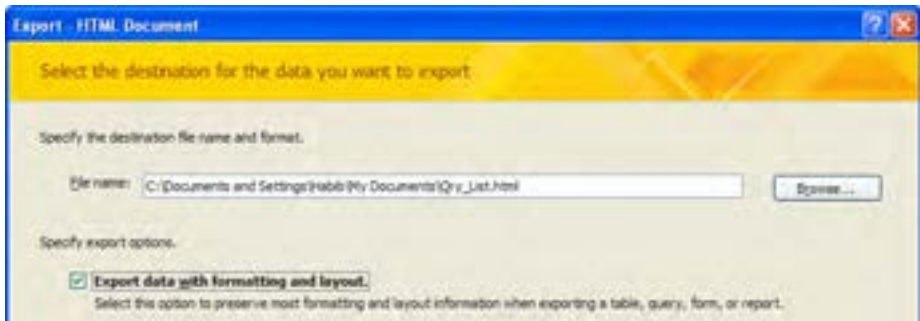 Export - HTML Document
Select the destination for the data you want to export
Specify the destination file name and format.
File name: C:\Documents and Settings\Habib\My Documents\Qry_List.html Browse...
Specify export options.
Export data with formatting and layout.
Select this option to preserve most formatting and layout information when exporting a table, query, form, or report.